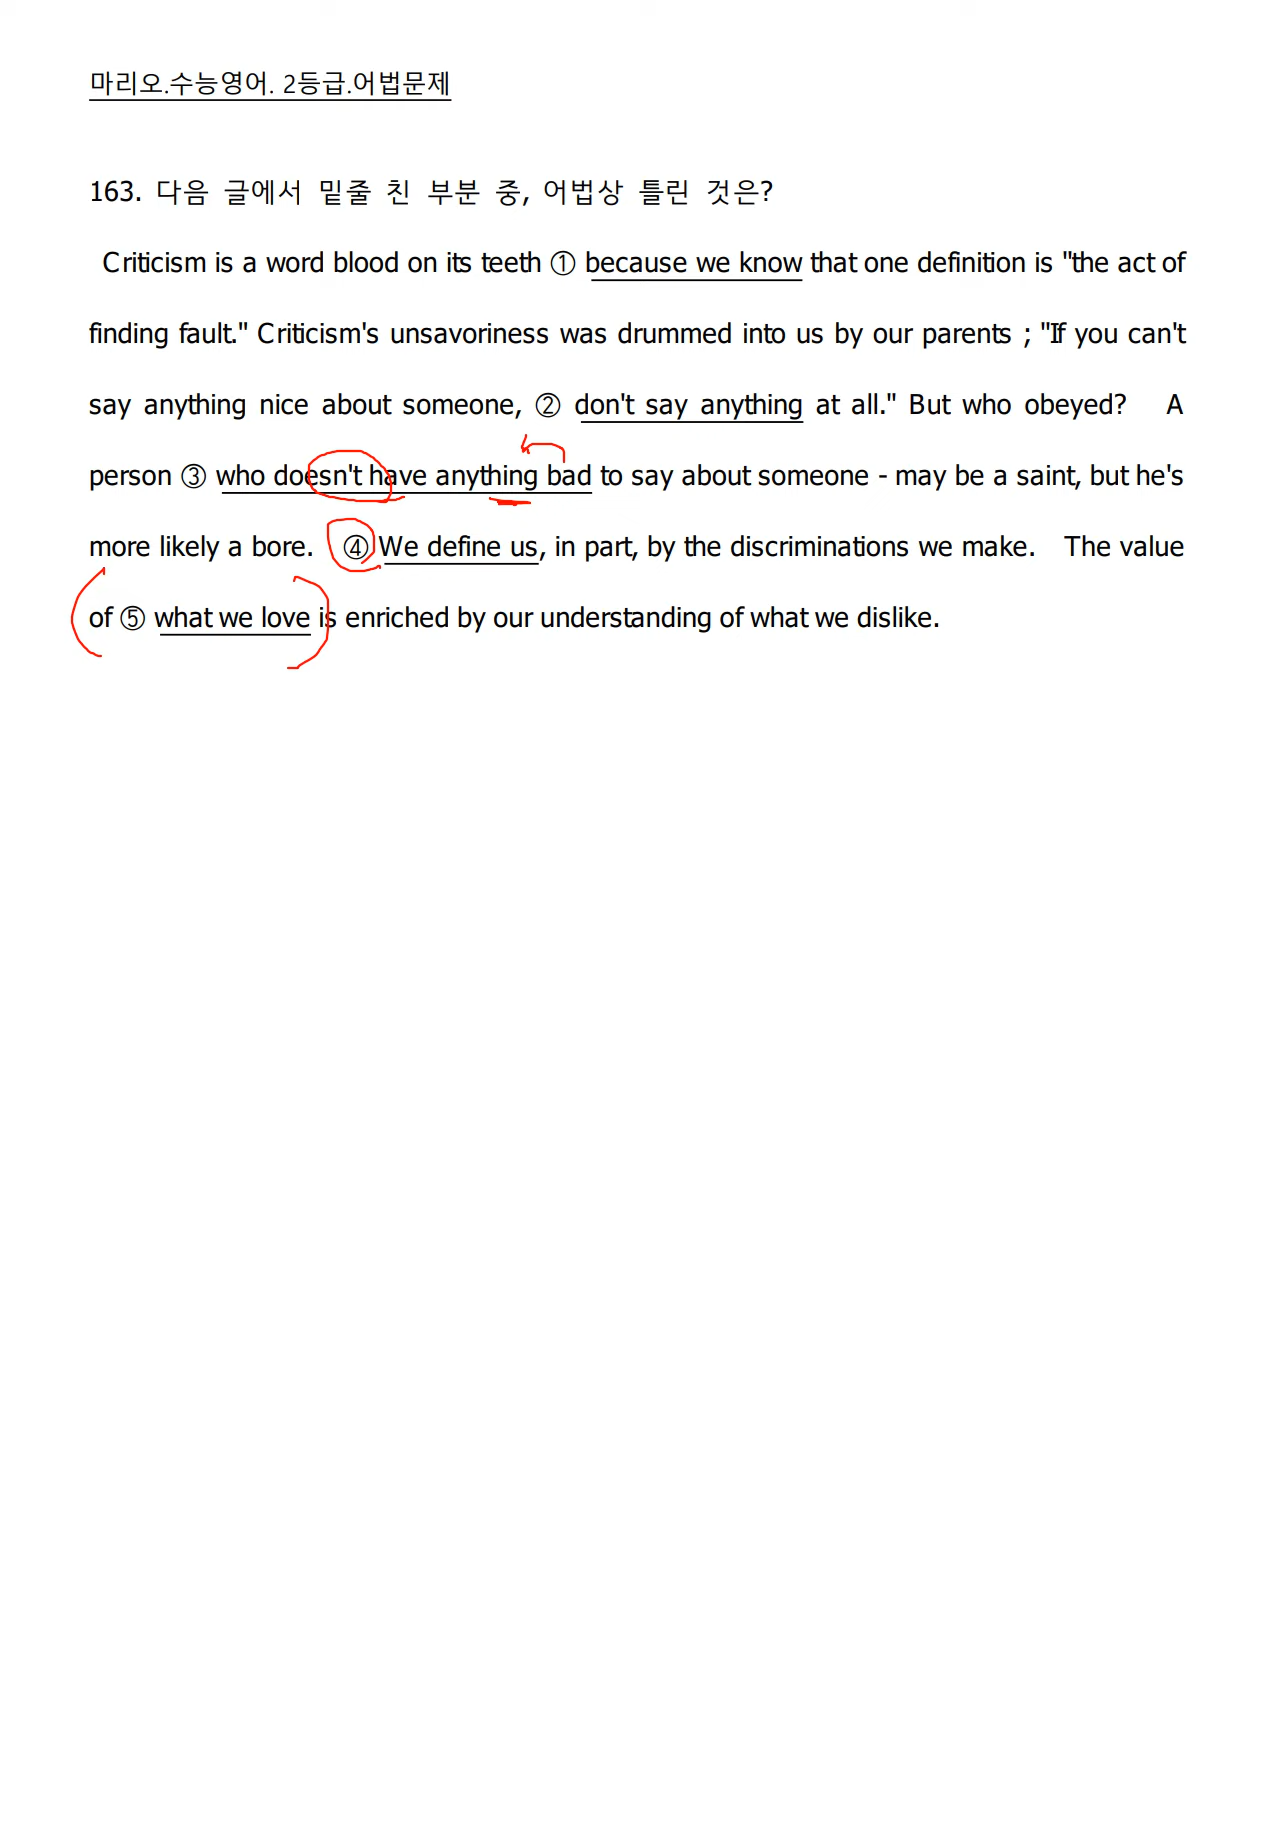 마리오.수능영어. 2등급.어법문제
163. 다음 글에서 밑줄 친 부분 중, 어법상 틀린 것은?
Criticism is a word blood on its teeth ① because we know that one definition is "the act of
finding fault." Criticism's unsavoriness was drummed into us by our parents ; "If you can't
say anything nice about someone, ② don't say anything at all." But who obeyed? A
person ③ who doesn't have anything bad to say about someone - may be a saint, but he's
more likely a bore. ④ We define us, in part, by the discriminations we make. The value
of ⑤ what we love is enriched by our understanding of what we dislike.